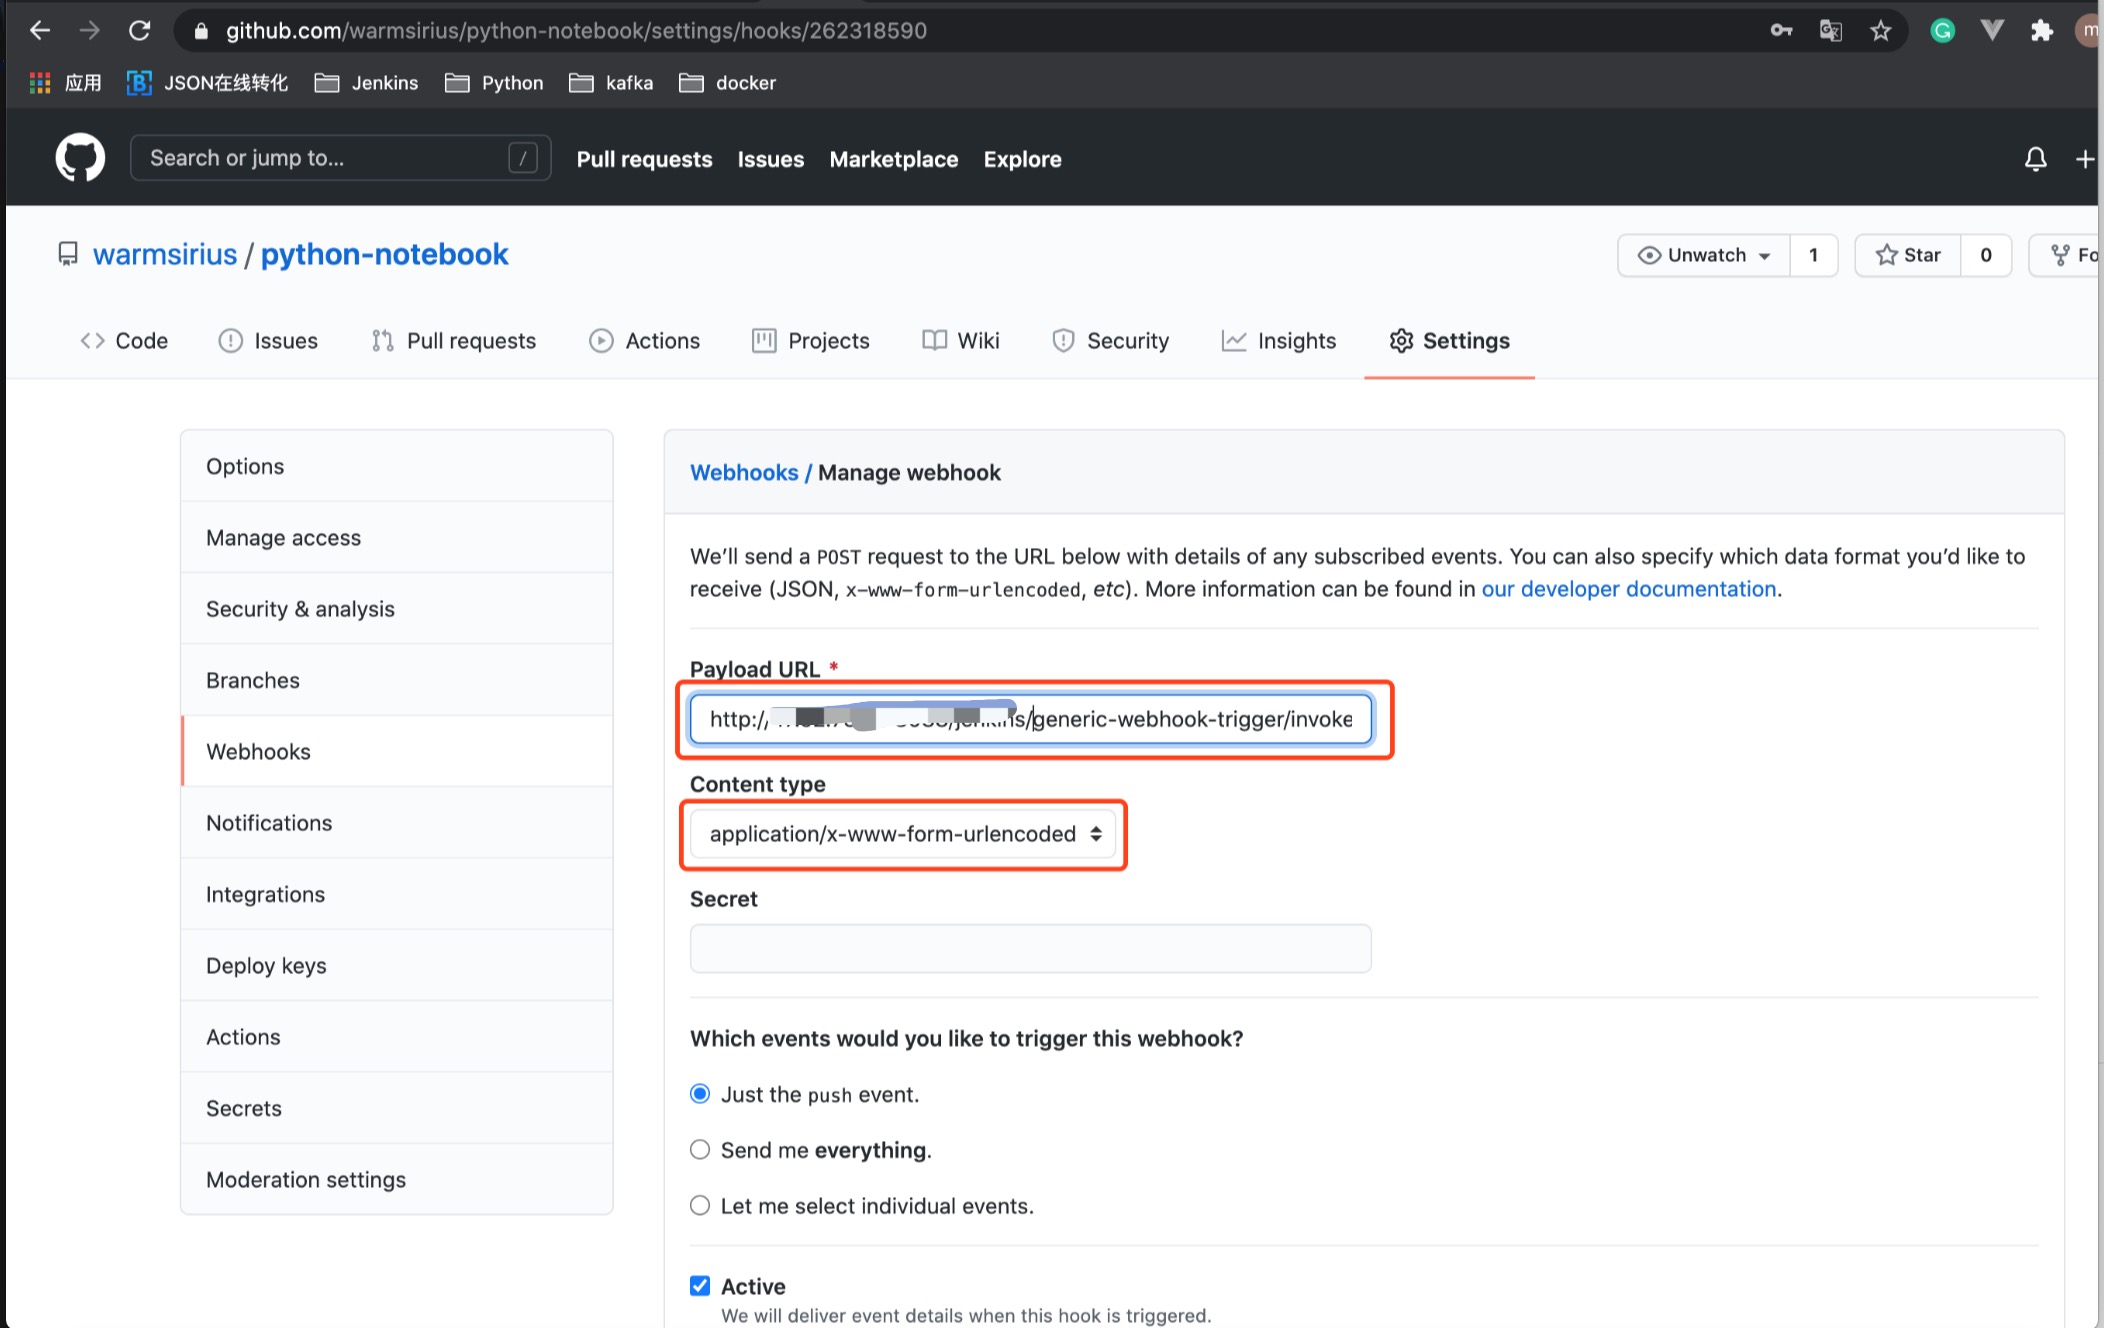 github.com/warmsirius/python-notebook/settings/hooks/262318590
应用 JSON在线转化 Jenkins Python kafka docker
Search or jump to... / Pull requests Issues Marketplace Explore
warmsirius / python-notebook Unwatch 1 Star 0 Fo
Code Issues Pull requests Actions Projects Wiki Security Insights Settings
Options
Manage access
Security & analysis
Branches
Webhooks
Notifications
Integrations
Deploy keys
Actions
Secrets
Moderation settings
Webhooks / Manage webhook
We'll send a POST request to the URL below with details of any subscribed events. You can also specify which data format you'd like to
receive (JSON, x-www-form-urlencoded, etc). More information can be found in our developer documentation.
Payload URL *
http:/ /generic-webhook-trigger/invoke
Content type
application/x-www-form-urlencoded
Secret
Which events would you like to trigger this webhook?
Just the push event.
Send me everything.
Let me select individual events.
Active
We will deliver event details when this hook is triggered.